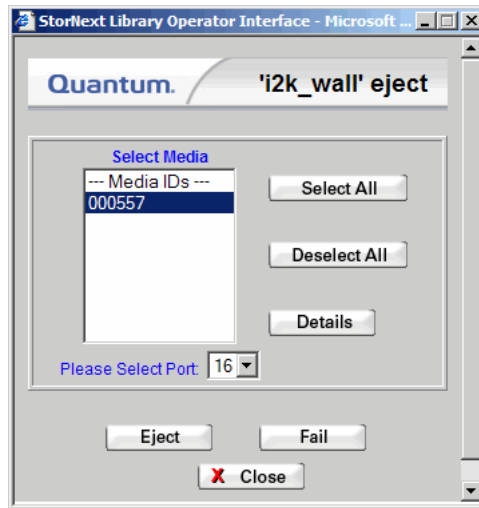 StorNext Library Operator Interface - Microsoft ...
Quantum. 'i2k_wall' eject
Select Media
--- Media IDs ---
000557
Select All
Deselect All
Details
Please Select Port: 16
Eject Fail
X Close